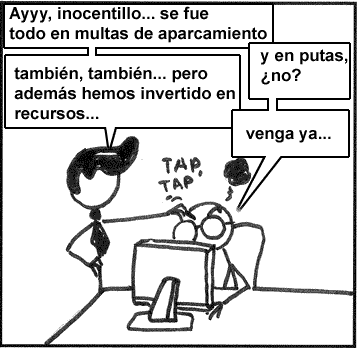 Ayyy, inocentillo... se fue
todo en multas de aparcamiento
y en putas,
¿no?
también, también... pero
además hemos invertido en
recursos...
venga ya...
TAP,
TAP